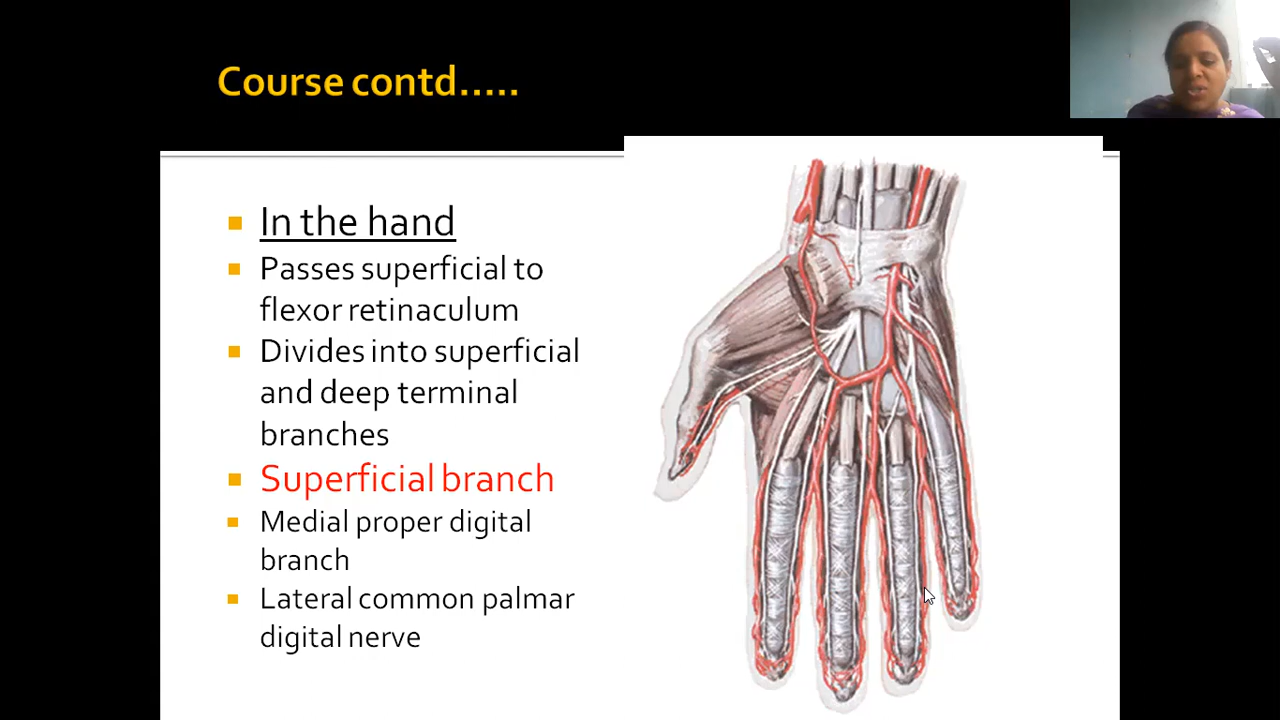 Course contd.....
In the hand
Passes superficial to
flexor retinaculum
Divides into superficial
and deep terminal
branches
Superficial branch
Medial proper digital
branch
Lateral common palmar
digital nerve